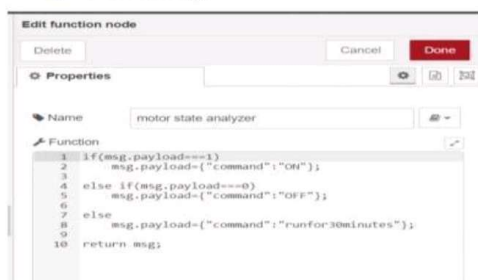 Edit function node
Delete
Cancel
Done
Properties
Name
motor state analyzer
Function
1 if(msg.payload===1)
2 msg.payload={"command":"ON"};
3
4 else if(msg.payload===0)
5 msg.payload={"command":"OFF"};
6
7 else
8 msg.payload={"command":"runfor30minutes"};
9
10 return msg;